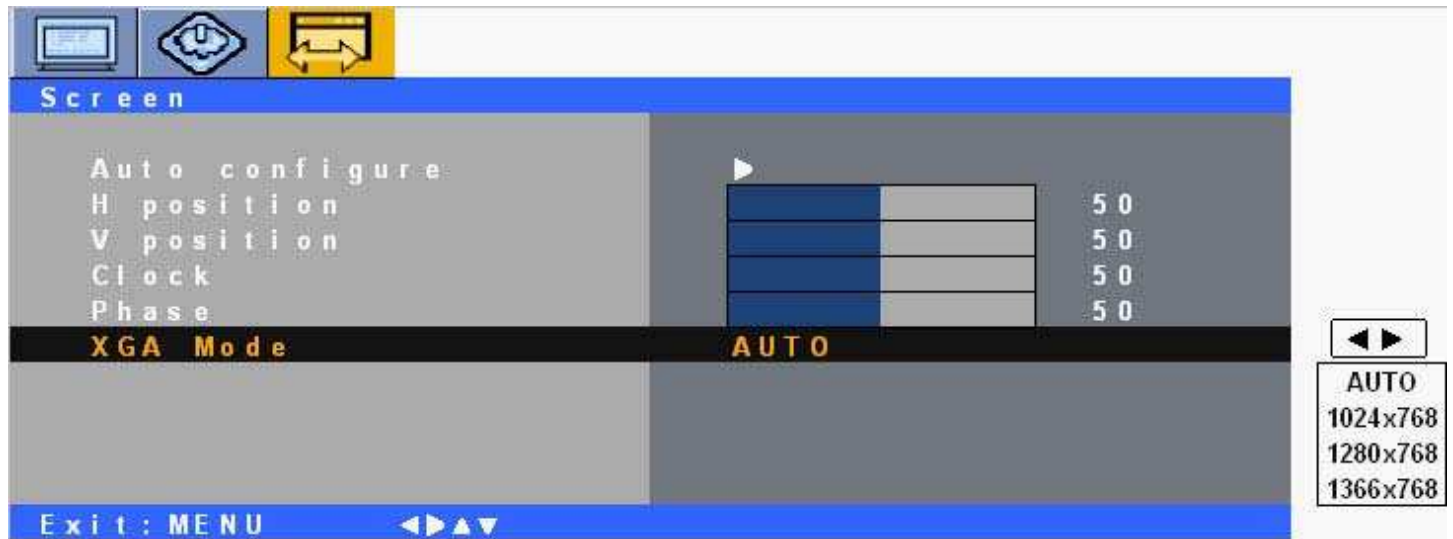 Screen
Auto configure
H position 50
V position 50
Clock 50
Phase 50
XGA Mode AUTO
AUTO
1024x768
1280x768
1366x768
Exit: MENU